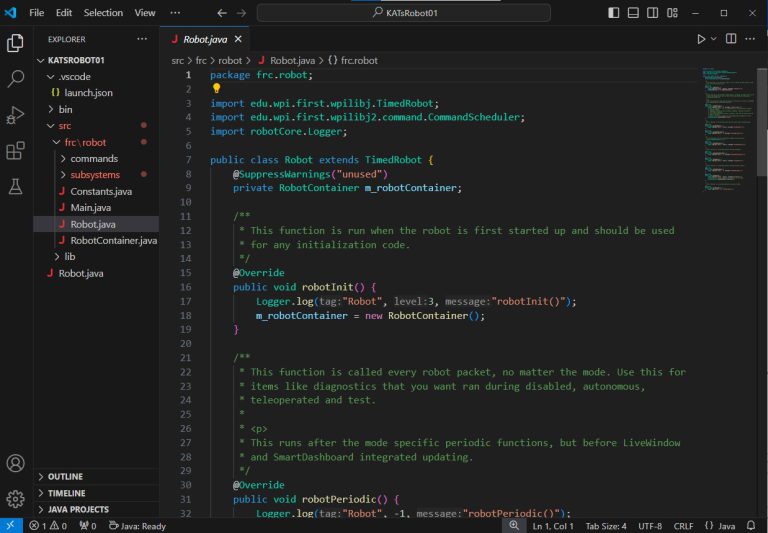 File Edit Selection View ··· KATsRobot01
EXPLORER ···
KATSROBOT01
.vscode
{} launch.json
bin
src
frc\robot
commands
subsystems
J Constants.java
J Main.java
J Robot.java
J RobotContainer.java
lib
J Robot.java
OUTLINE
TIMELINE
JAVA PROJECTS
J Robot.java ×
src > frc > robot > J Robot.java > {} frc.robot
1 package frc.robot;
2
3 import edu.wpi.first.wpilibj.TimedRobot;
4 import edu.wpi.first.wpilibj2.command.CommandScheduler;
5 import robotCore.Logger;
6
7 public class Robot extends TimedRobot {
8 @SuppressWarnings("unused")
9 private RobotContainer m_robotContainer;
10
11 /**
12 * This function is run when the robot is first started up and should be used
13 * for any initialization code.
14 */
15 @Override
16 public void robotInit() {
17 Logger.log(tag:"Robot", level:3, message:"robotInit()");
18 m_robotContainer = new RobotContainer();
19 }
20
21 /**
22 * This function is called every robot packet, no matter the mode. Use this for
23 * items like diagnostics that you want ran during disabled, autonomous,
24 * teleoperated and test.
25 *
26 * <p>
27 * This runs after the mode specific periodic functions, but before LiveWindow
28 * and SmartDashboard integrated updating.
29 */
30 @Override
31 public void robotPeriodic() {
32 Logger.log(tag:"Robot", -1, message:"robotPeriodic()");
1 0 0 Java: Ready Ln 1, Col 1 Tab Size: 4 UTF-8 CRLF {} Java